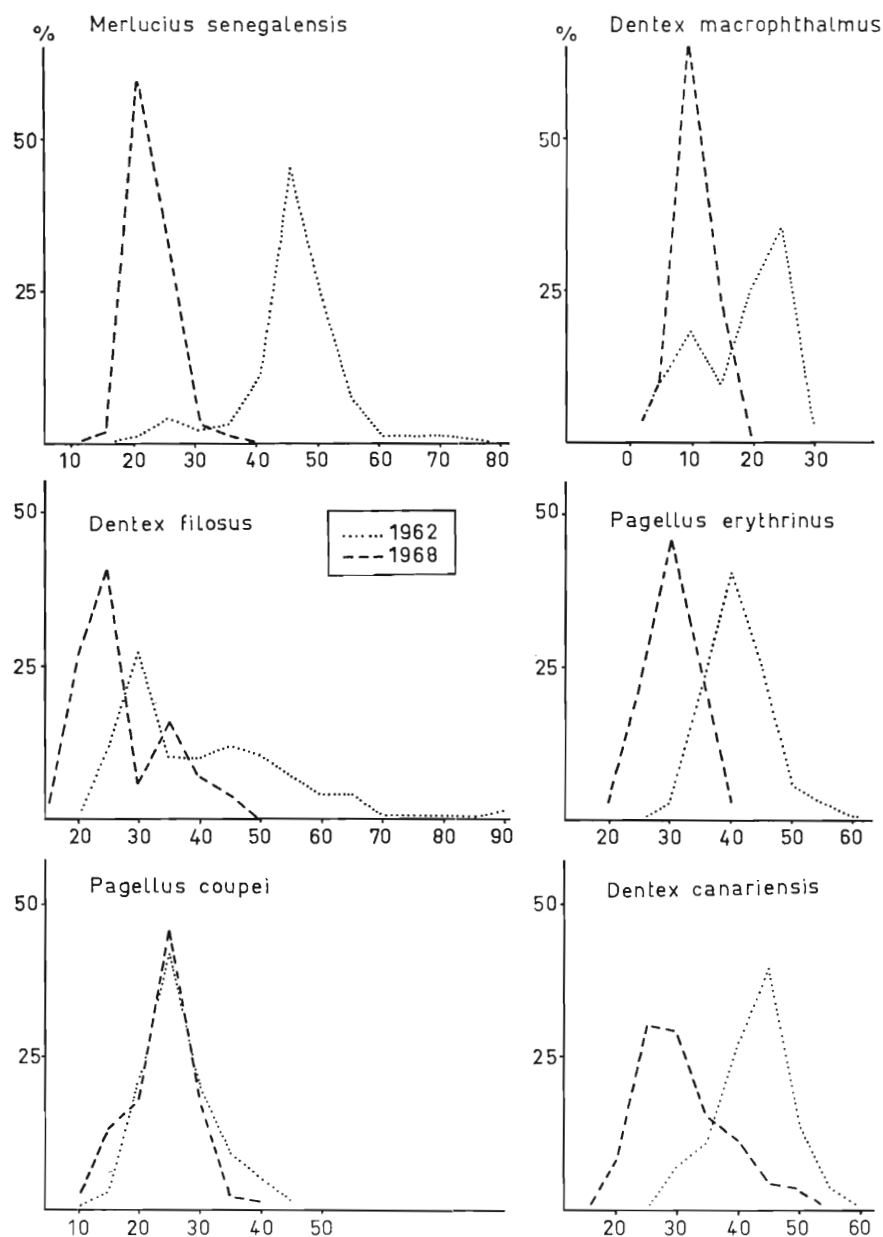 % Merlucius senegalensis
50
25
10 20 30 40 50 60 70 80
% Dentex macrophthalmus
50
25
0 10 20 30
Dentex filosus
50
25
20 30 40 50 60 70 80 90
1962
1968
Pagellus erythrinus
50
25
20 30 40 50 60
Pagellus coupei
50
25
10 20 30 40 50
Dentex canariensis
50
25
20 30 40 50 60